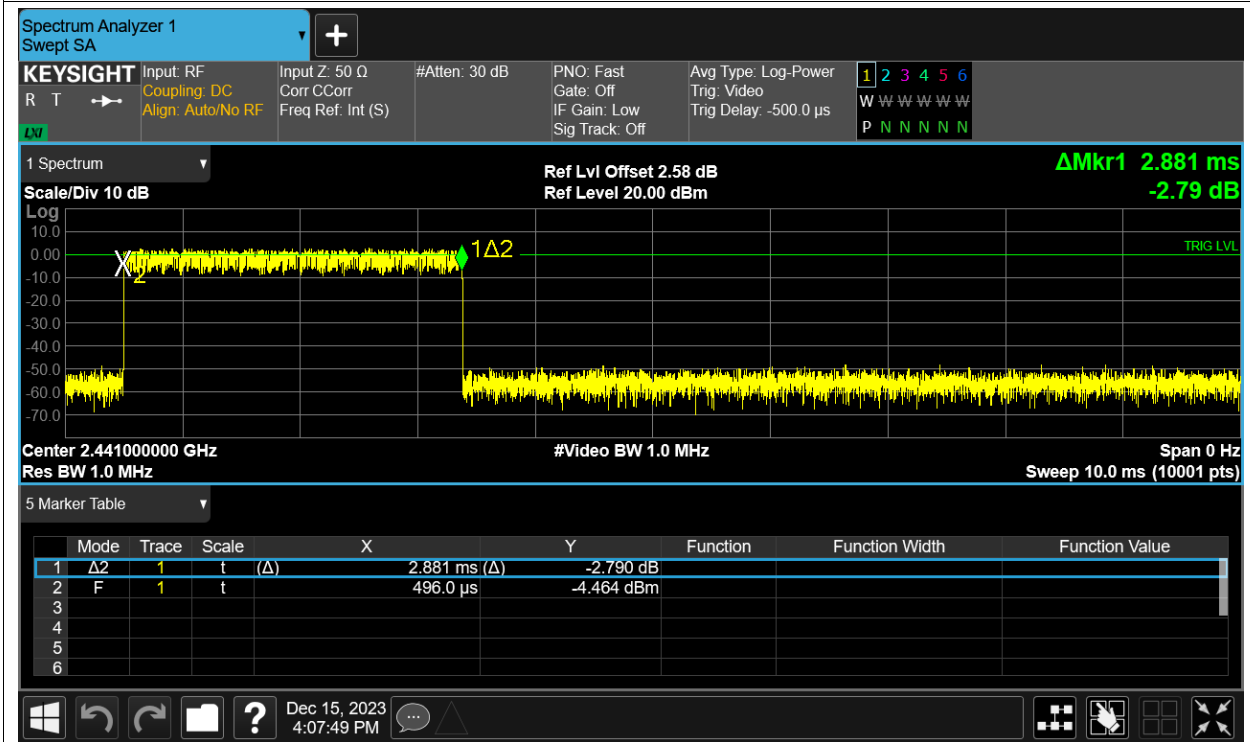 Spectrum Analyzer 1
Swept SA
+
KEYSIGHT Input: RF Input Z: 50 Ω #Atten: 30 dB PNO: Fast Avg Type: Log-Power 1 2 3 4 5 6
R T Coupling: DC Corr CCorr Gate: Off Trig: Video W W W W W W
Align: Auto/No RF Freq Ref: Int (S) IF Gain: Low Trig Delay: -500.0 µs
LXI Sig Track: Off P N N N N N
1 Spectrum Ref Lvl Offset 2.58 dB ΔMkr1 2.881 ms
Scale/Div 10 dB Ref Level 20.00 dBm -2.79 dB
Log
10.0
0.00 1Δ2 TRIG LVL
X 2
-10.0
-20.0
-30.0
-40.0
-50.0
-60.0
-70.0
Center 2.441000000 GHz #Video BW 1.0 MHz Span 0 Hz
Res BW 1.0 MHz Sweep 10.0 ms (10001 pts)
5 Marker Table
Mode Trace Scale X Y Function Function Width Function Value
1 Δ2 1 t (Δ) 2.881 ms (Δ) -2.790 dB
2 F 1 t 496.0 µs -4.464 dBm
3
4
5
6
? Dec 15, 2023
4:07:49 PM